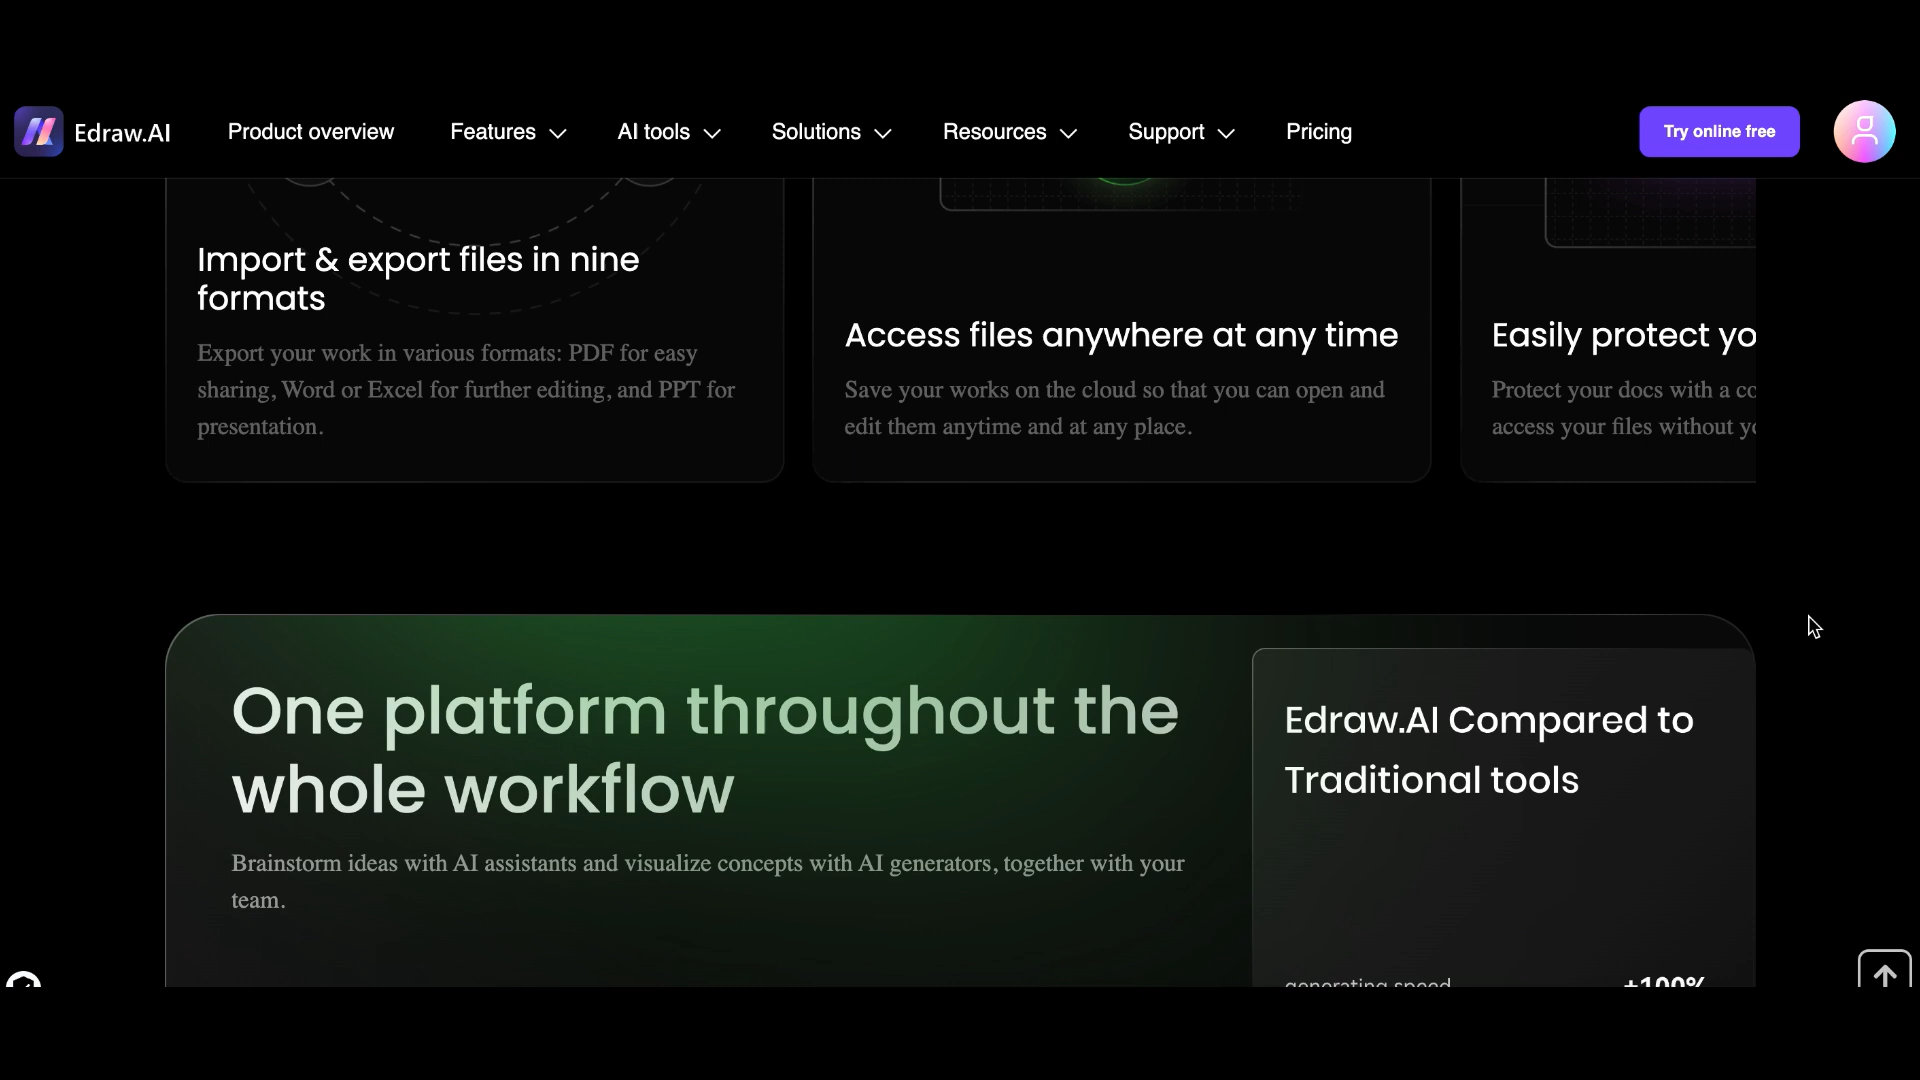 Edraw.AI
Product overview
Features
AI tools
Solutions
Resources
Support
Pricing
Try online free
Import & export files in nine
formats
Export your work in various formats: PDF for easy
sharing, Word or Excel for further editing, and PPT for
presentation.
Access files anywhere at any time
Save your works on the cloud so that you can open and
edit them anytime and at any place.
Easily protect yo
Protect your docs with a co
access your files without yo
One platform throughout the
whole workflow
Brainstorm ideas with AI assistants and visualize concepts with AI generators, together with your
team.
Edraw.AI Compared to
Traditional tools
generating speed
+100%